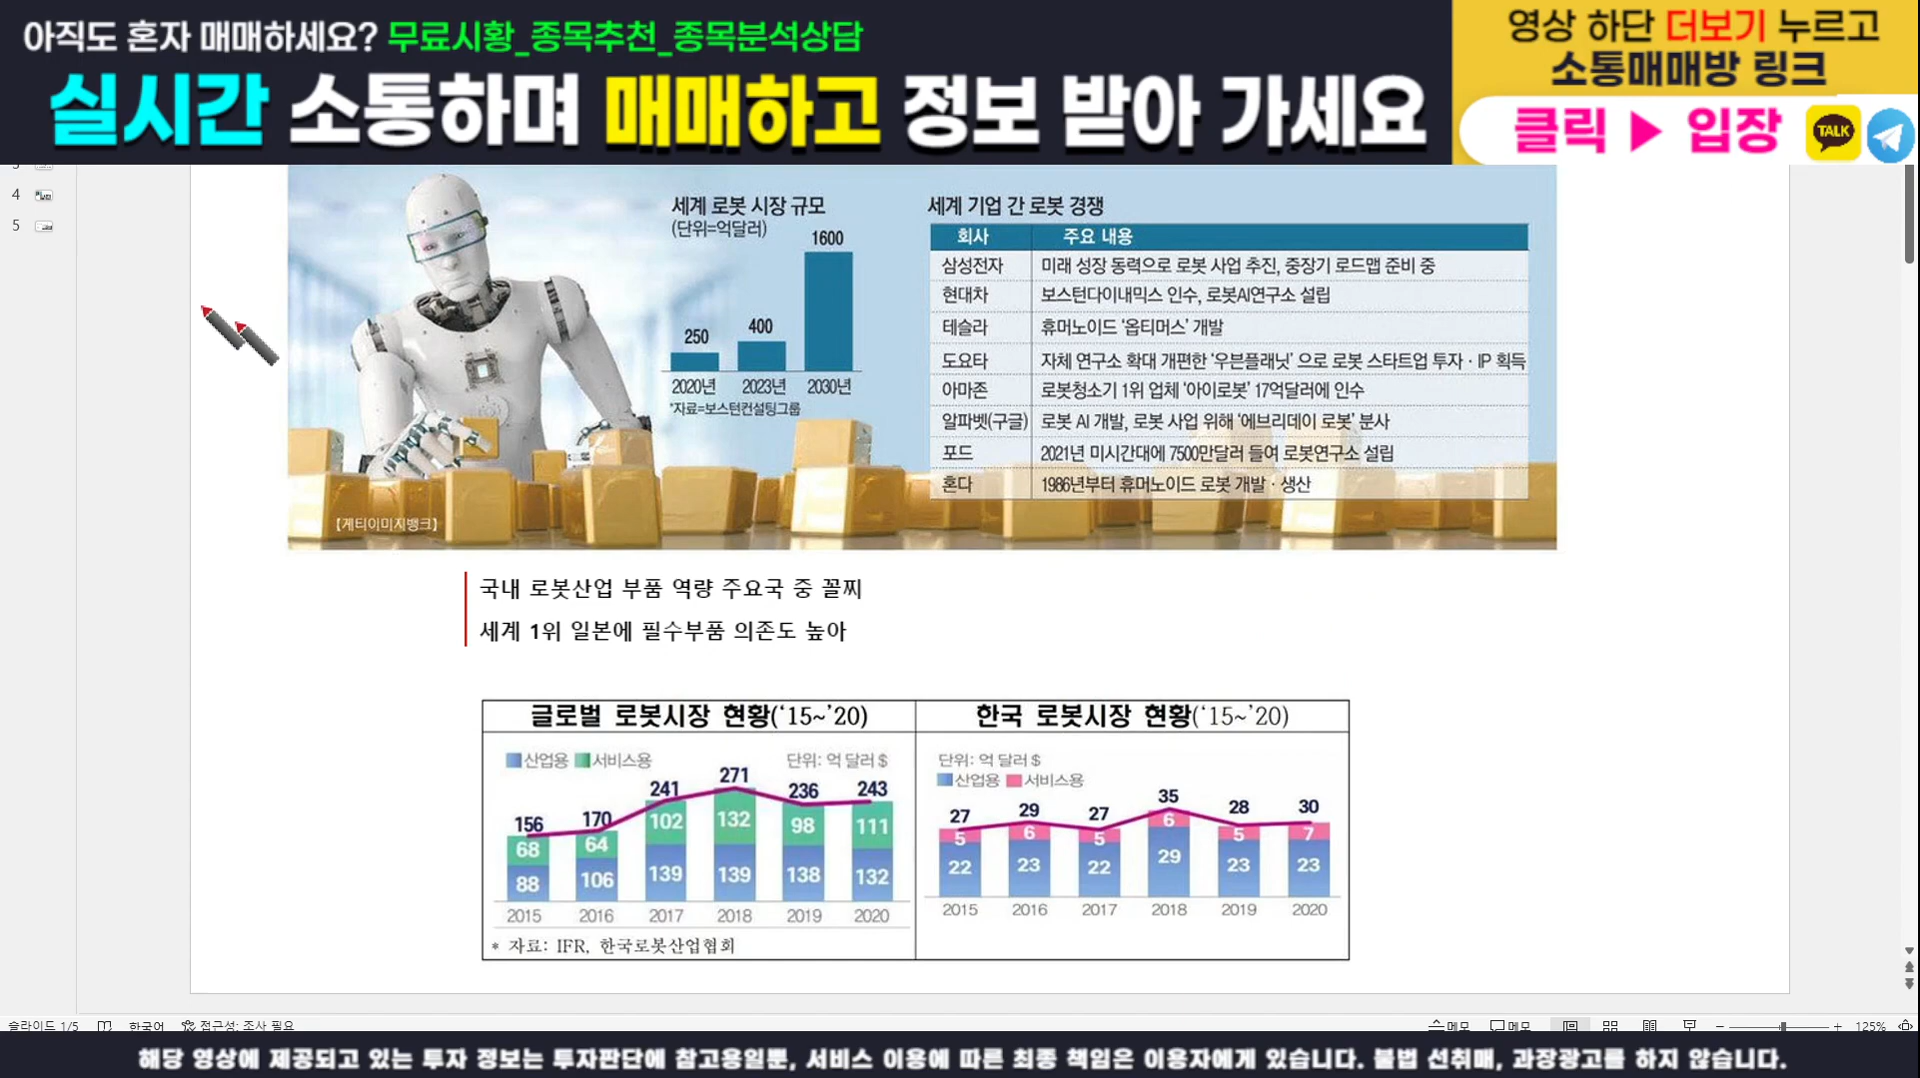 아직도 혼자 매매하세요? 무료시황_종목추천_종목분석상담
실시간 소통하며 매매하고 정보 받아 가세요
영상 하단 더보기 누르고
소통매매방 링크
클릭 ▶ 입장
TALK
4
5
세계 로봇 시장 규모
(단위=억달러)
1600
400
250
2020년 2023년 2030년
*자료=보스턴컨설팅그룹
【게티이미지뱅크】
세계 기업 간 로봇 경쟁
회사 주요 내용
삼성전자 미래 성장 동력으로 로봇 사업 추진, 중장기 로드맵 준비 중
현대차 보스턴다이내믹스 인수, 로봇AI연구소 설립
테슬라 휴머노이드 ‘옵티머스’ 개발
도요타 자체 연구소 확대 개편한 ‘우븐플래닛’ 으로 로봇 스타트업 투자 · IP 획득
아마존 로봇청소기 1위 업체 ‘아이로봇’ 17억달러에 인수
알파벳(구글) 로봇 AI 개발, 로봇 사업 위해 ‘에브리데이 로봇’ 분사
포드 2021년 미시간대에 7500만달러 들여 로봇연구소 설립
혼다 1986년부터 휴머노이드 로봇 개발 · 생산
국내 로봇산업 부품 역량 주요국 중 꼴찌
세계 1위 일본에 필수부품 의존도 높아
글로벌 로봇시장 현황(‘15~’20)
산업용 서비스용 단위: 억 달러 $
156 170 241 271 236 243
68 64 102 132 98 111
88 106 139 139 138 132
2015 2016 2017 2018 2019 2020
* 자료: IFR, 한국로봇산업협회
한국 로봇시장 현황(‘15~’20)
단위: 억 달러 $
산업용 서비스용
27 29 27 35 28 30
5 6 5 6 5 7
22 23 22 29 23 23
2015 2016 2017 2018 2019 2020
슬라이드 1/5 한국어 접근성: 조사 필요
메모 메모 125%
해당 영상에 제공되고 있는 투자 정보는 투자판단에 참고용일뿐, 서비스 이용에 따른 최종 책임은 이용자에게 있습니다. 불법 선취매, 과장광고를 하지 않습니다.